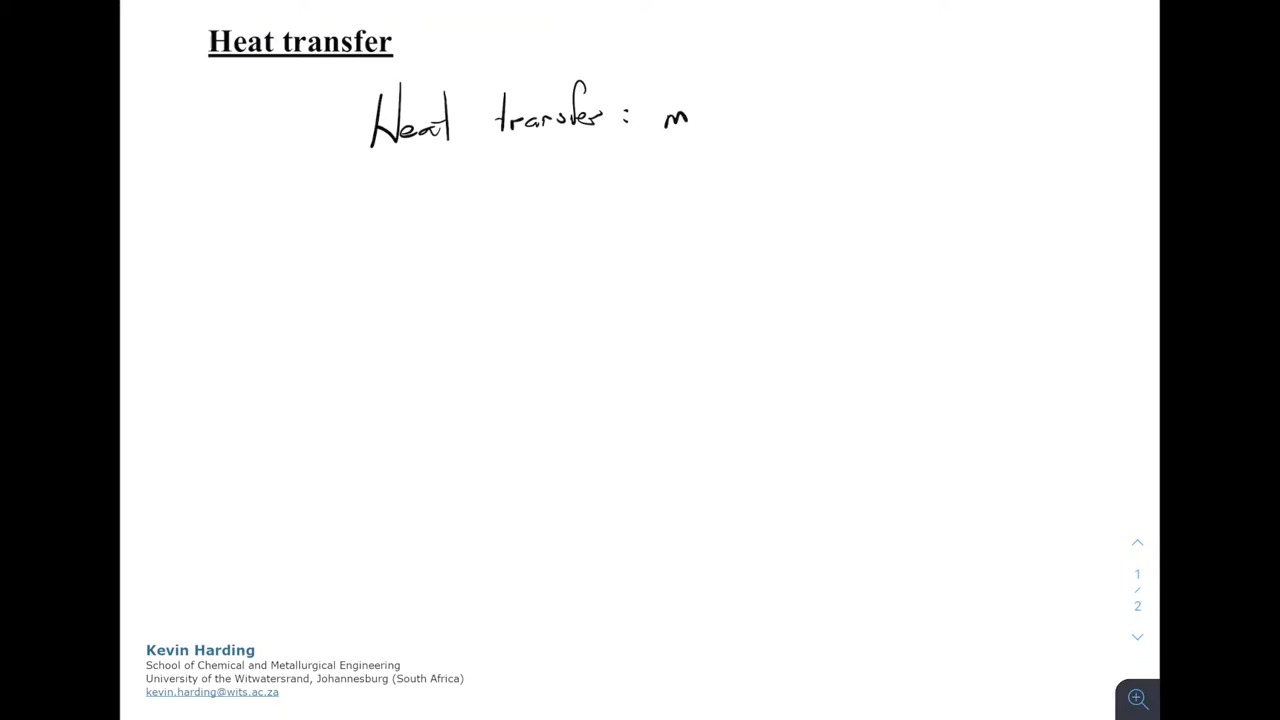 Heat transfer
Heat transfer : m
1
/
2
Kevin Harding
School of Chemical and Metallurgical Engineering
University of the Witwatersrand, Johannesburg (South Africa)
kevin.harding@wits.ac.za